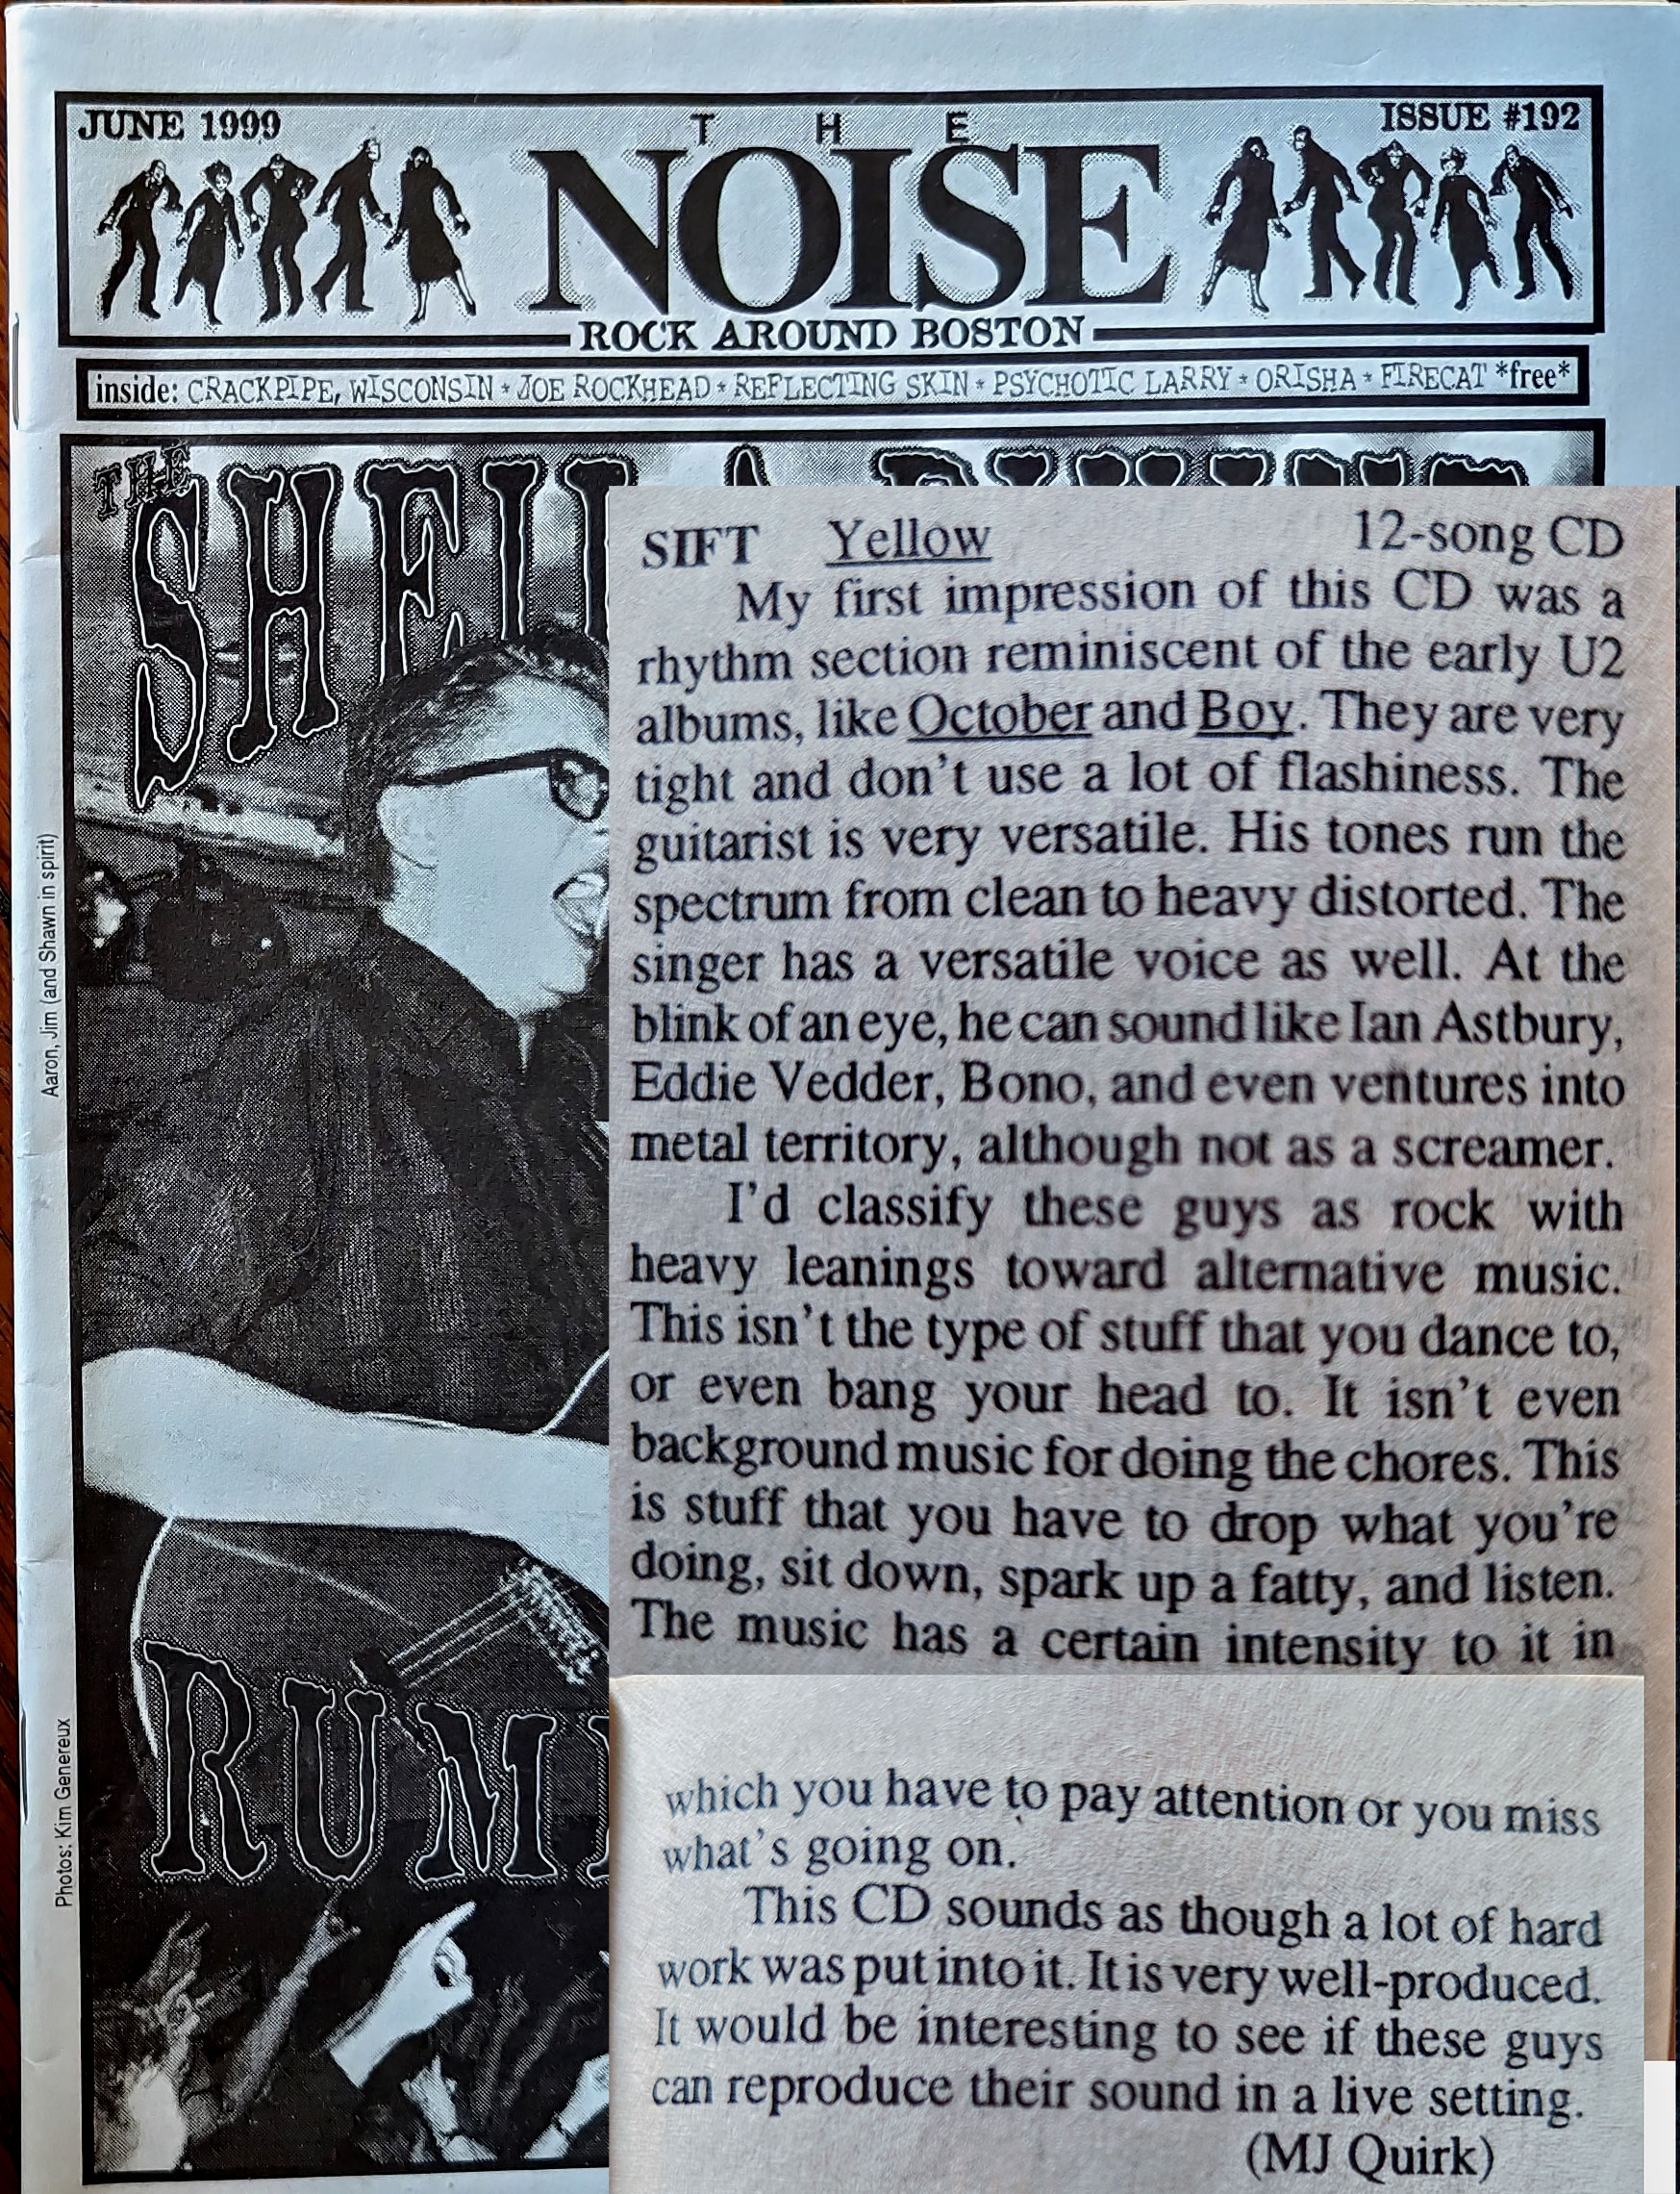 JUNE 1999
ISSUE #192
THE
NOISE
ROCK AROUND BOSTON
inside: CRACKPIPE, WISCONSIN * JOE ROCKHEAD * REFLECTING SKIN * PSYCHOTIC LARRY * ORISHA * FIRECAT *free*
THE
Aaron, Jim (and Shawn in spirit)
Photos: Kim Genereux
RUM
SIFT Yellow 12-song CD
My first impression of this CD was a
rhythm section reminiscent of the early U2
albums, like October and Boy. They are very
tight and don't use a lot of flashiness. The
guitarist is very versatile. His tones run the
spectrum from clean to heavy distorted. The
singer has a versatile voice as well. At the
blink of an eye, he can sound like Ian Astbury,
Eddie Vedder, Bono, and even ventures into
metal territory, although not as a screamer.
I'd classify these guys as rock with
heavy leanings toward alternative music.
This isn't the type of stuff that you dance to,
or even bang your head to. It isn't even
background music for doing the chores. This
is stuff that you have to drop what you're
doing, sit down, spark up a fatty, and listen.
The music has a certain intensity to it in
which you have to pay attention or you miss
what's going on.
This CD sounds as though a lot of hard
work was put into it. It is very well-produced.
It would be interesting to see if these guys
can reproduce their sound in a live setting.
(MJ Quirk)